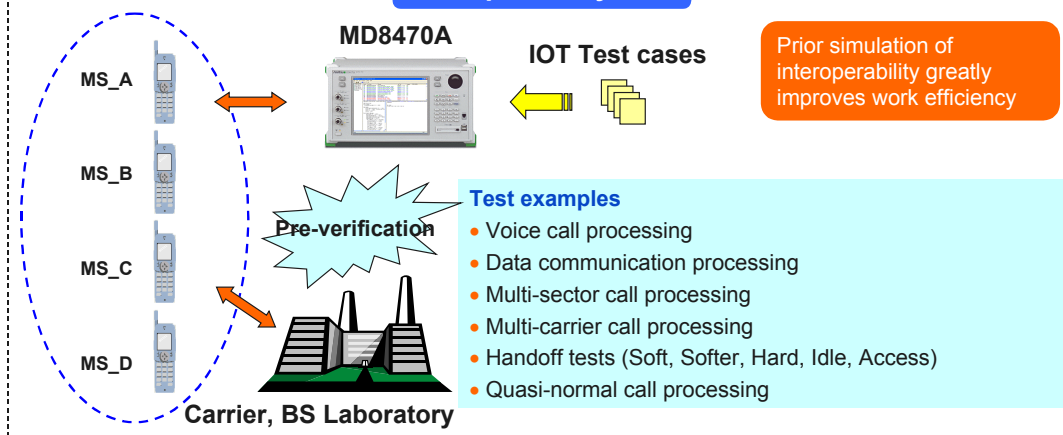 MD8470A
IOT Test cases
Prior simulation of
interoperability greatly
improves work efficiency
MS_A
MS_B
MS_C
MS_D
Pre-verification
Carrier, BS Laboratory
Test examples
• Voice call processing
• Data communication processing
• Multi-sector call processing
• Multi-carrier call processing
• Handoff tests (Soft, Softer, Hard, Idle, Access)
• Quasi-normal call processing